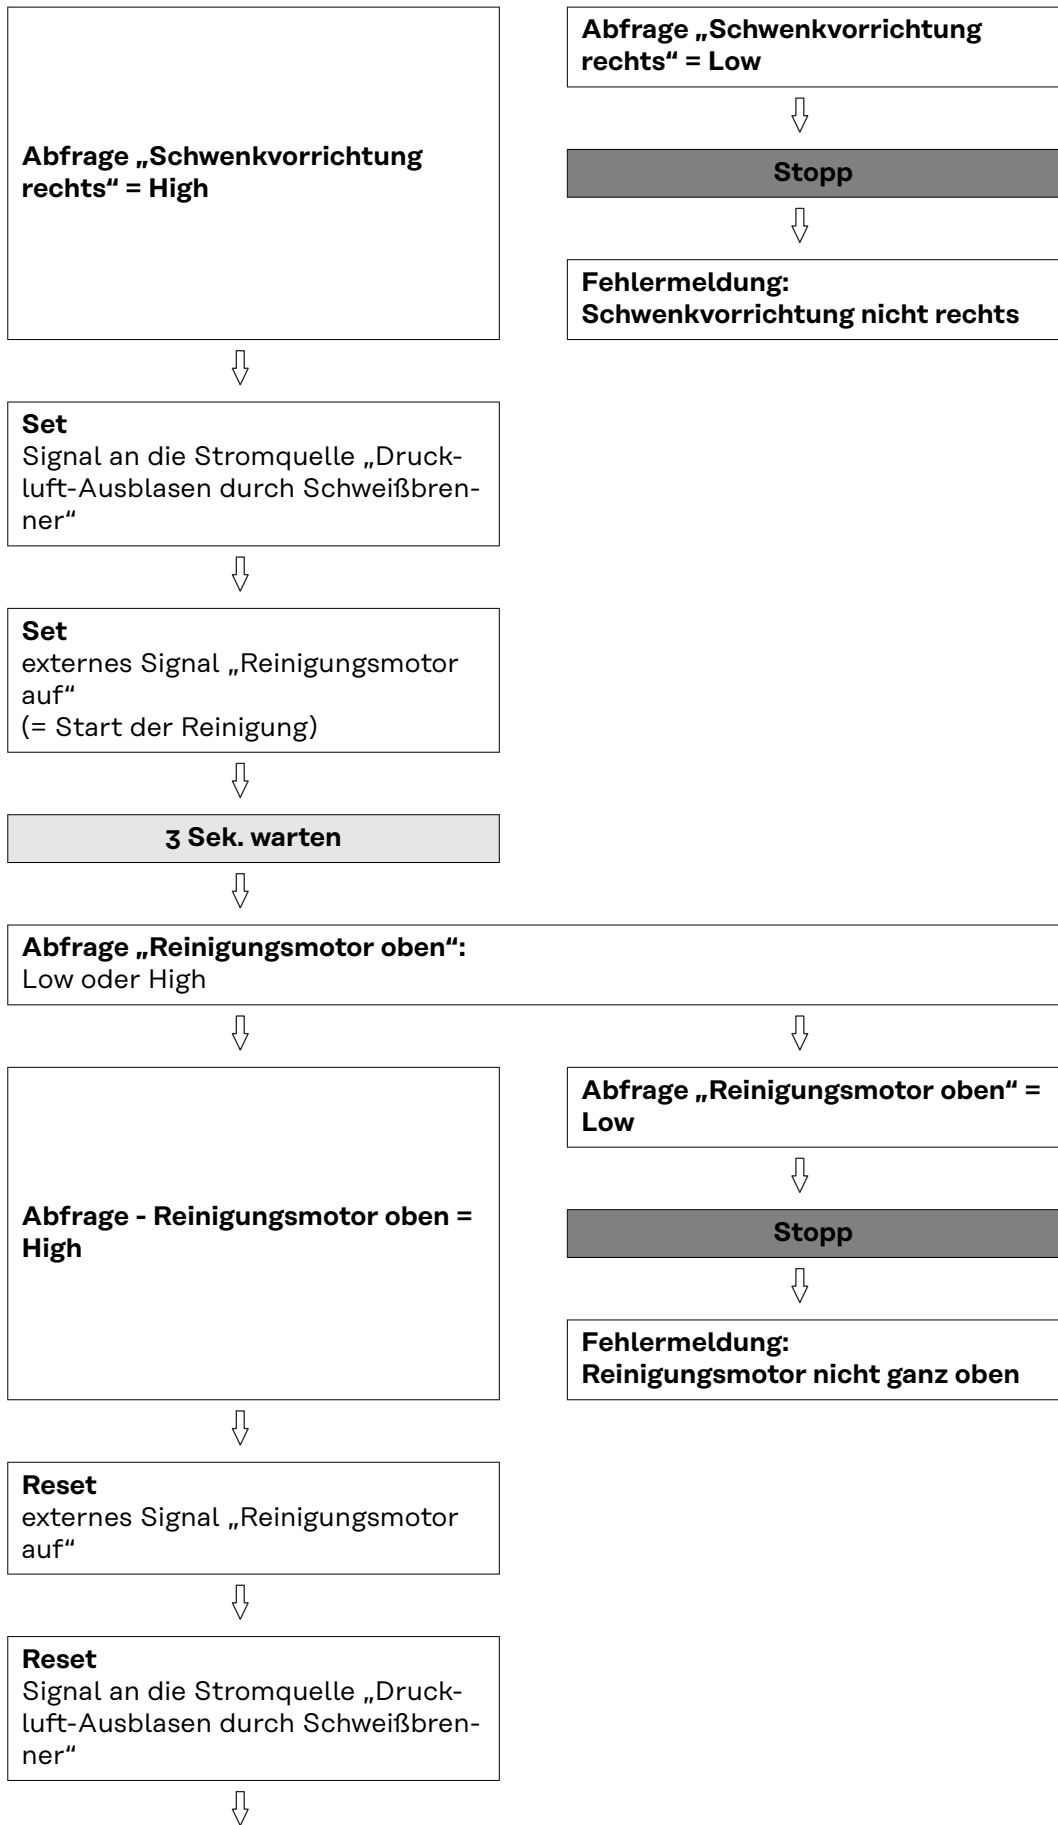 Abfrage „Schwenkvorrichtung
rechts“ = High
Abfrage „Schwenkvorrichtung
rechts“ = Low
Stopp
Fehlermeldung:
Schwenkvorrichtung nicht rechts
Set
Signal an die Stromquelle „Druck-
luft-Ausblasen durch Schweißbren-
ner“
Set
externes Signal „Reinigungsmotor
auf“
(= Start der Reinigung)
3 Sek. warten
Abfrage „Reinigungsmotor oben“:
Low oder High
Abfrage - Reinigungsmotor oben =
High
Abfrage „Reinigungsmotor oben“ =
Low
Stopp
Fehlermeldung:
Reinigungsmotor nicht ganz oben
Reset
externes Signal „Reinigungsmotor
auf“
Reset
Signal an die Stromquelle „Druck-
luft-Ausblasen durch Schweißbren-
ner“